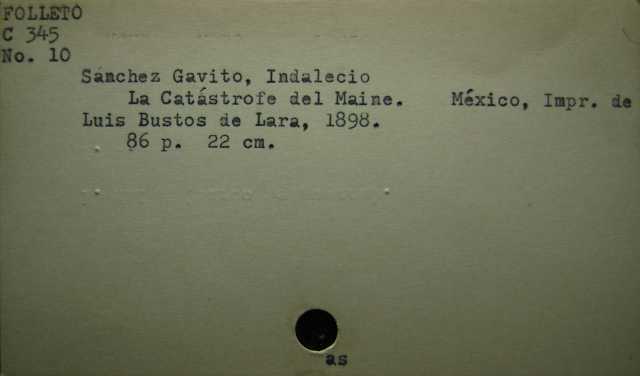 FOLLETO
C 345
No. 10
Sánchez Gavito, Indalecio
La Catástrofe del Maine. México, Impr. de
Luis Bustos de Lara, 1898.
86 p. 22 cm.
as